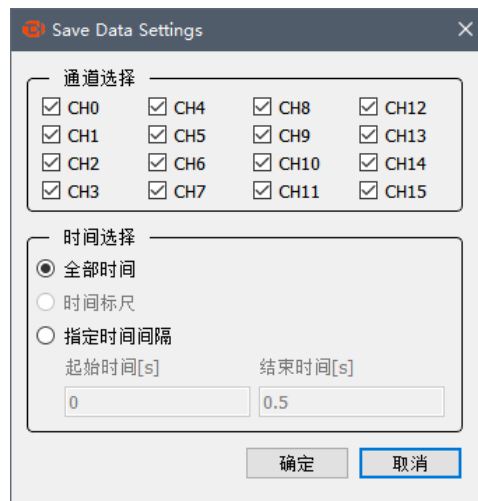 Save Data Settings
通道选择
CH0 CH4 CH8 CH12
CH1 CH5 CH9 CH13
CH2 CH6 CH10 CH14
CH3 CH7 CH11 CH15
时间选择
全部时间
时间标尺
指定时间间隔
起始时间[s] 结束时间[s]
0 0.5
确定 取消